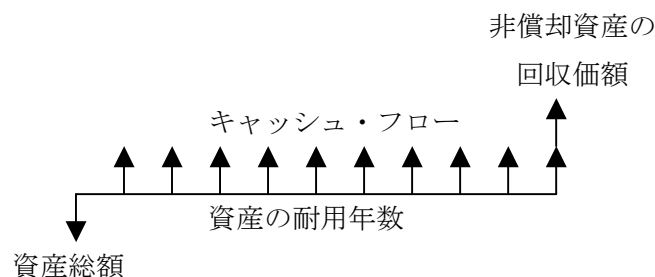 非償却資産の
回収価額
キャッシュ・フロー
資産の耐用年数
資産総額